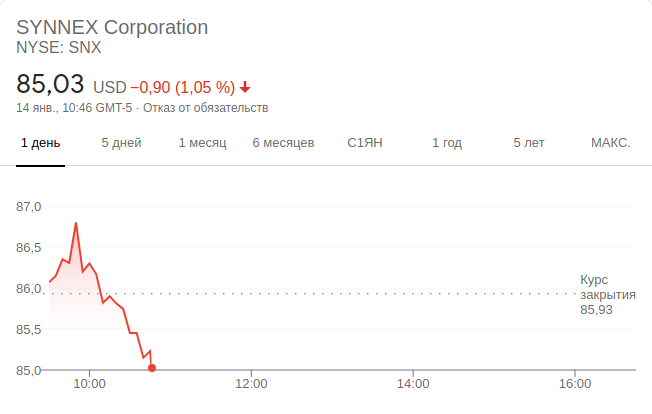 SYNNEX Corporation
NYSE: SNX
85,03 USD −0,90 (1,05 %)
14 янв., 10:46 GMT-5 · Отказ от обязательств
1 день 5 дней 1 месяц 6 месяцев С1ЯН 1 год 5 лет МАКС.
87,0
86,5
86,0
85,5
85,0
Курс
закрытия
85,93
10:00 12:00 14:00 16:00